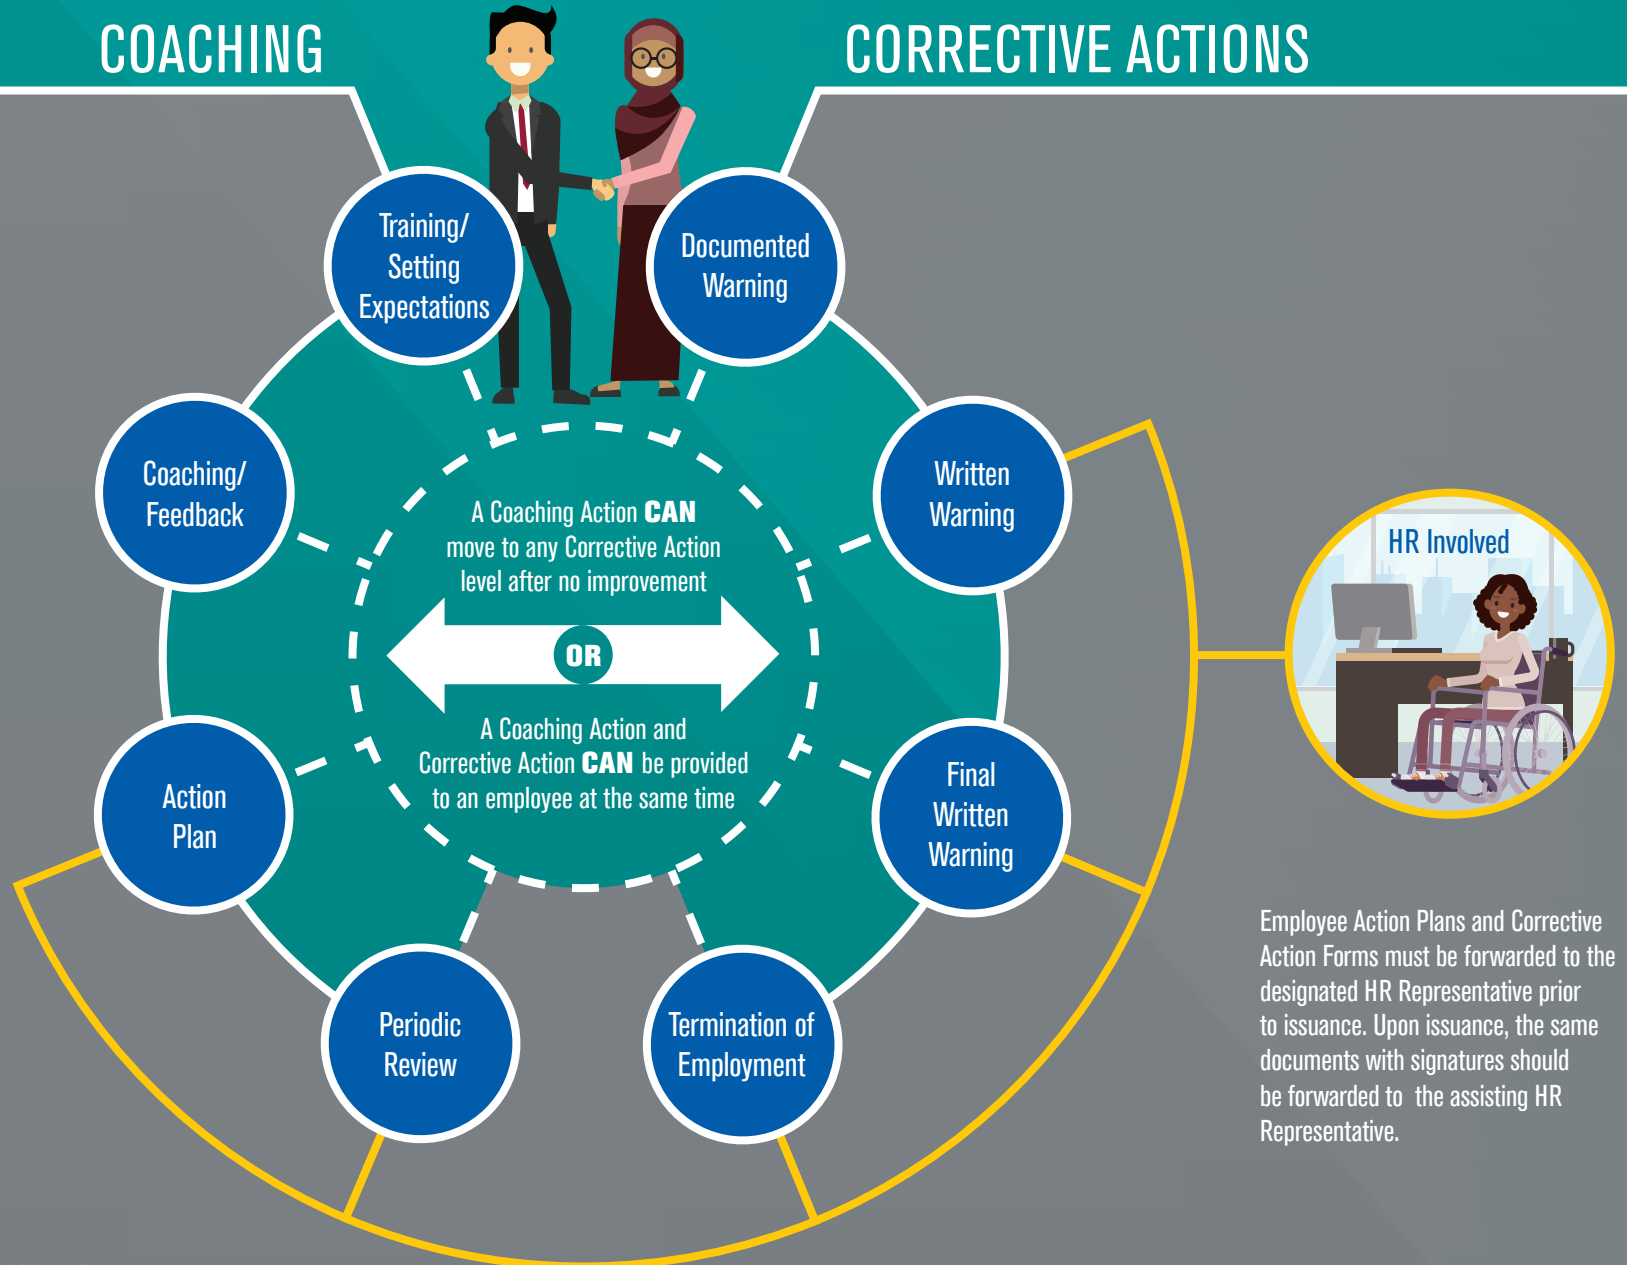 COACHING
CORRECTIVE ACTIONS
Training/
Setting
Expectations
Documented
Warning
Coaching/
Feedback
Written
Warning
A Coaching Action CAN
move to any Corrective Action
level after no improvement
OR
A Coaching Action and
Corrective Action CAN be provided
to an employee at the same time
HR Involved
Action
Plan
Final
Written
Warning
Periodic
Review
Termination of
Employment
Employee Action Plans and Corrective
Action Forms must be forwarded to the
designated HR Representative prior
to issuance. Upon issuance, the same
documents with signatures should
be forwarded to the assisting HR
Representative.